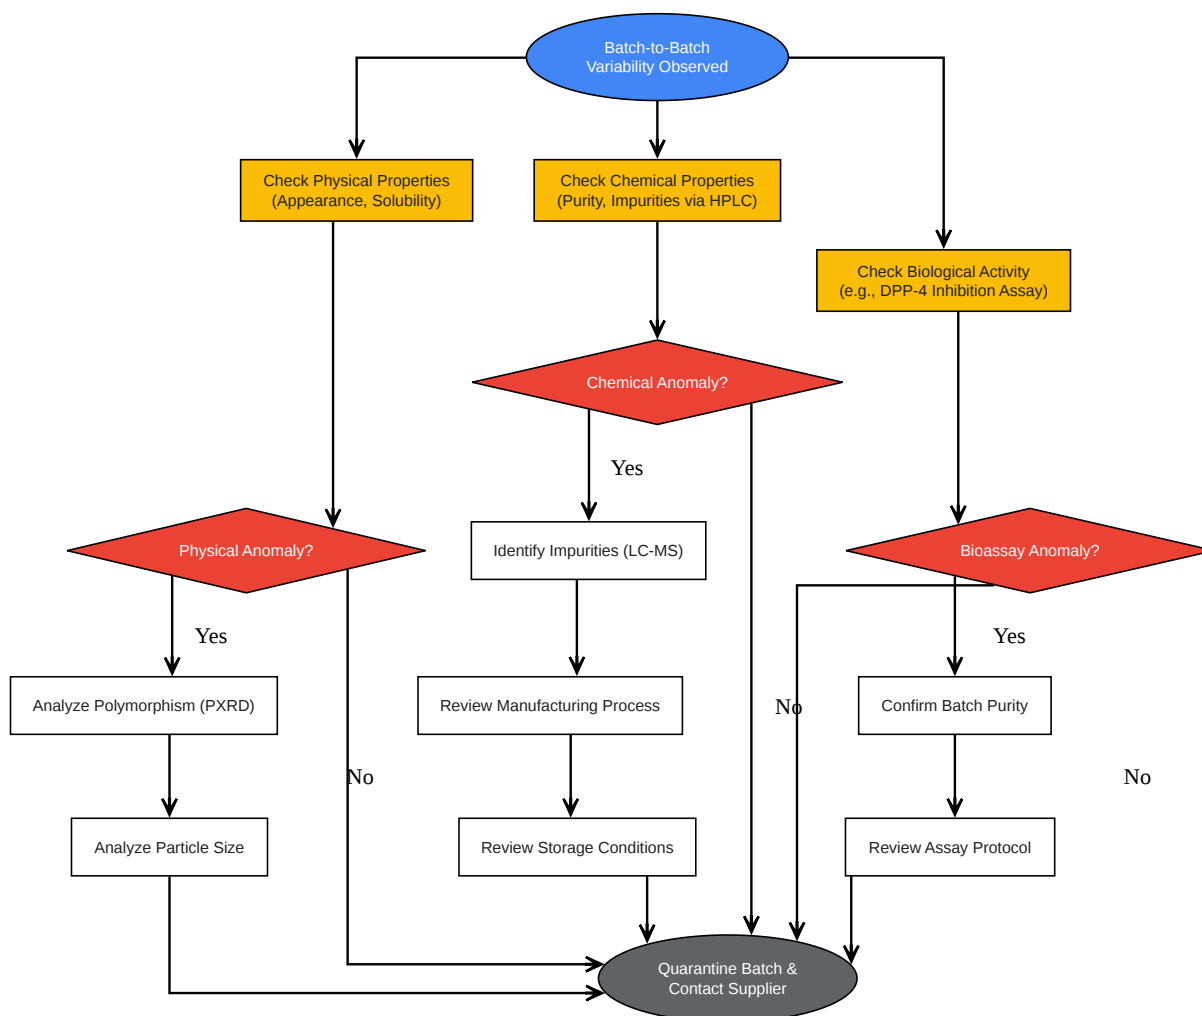 Batch-to-Batch
Variability Observed
Check Physical Properties
(Appearance, Solubility)
Check Chemical Properties
(Purity, Impurities via HPLC)
Check Biological Activity
(e.g., DPP-4 Inhibition Assay)
Chemical Anomaly?
Yes
Physical Anomaly?
Identify Impurities (LC-MS)
Bioassay Anomaly?
Yes
Yes
Analyze Polymorphism (PXRD)
Review Manufacturing Process
No
Confirm Batch Purity
No
No
Analyze Particle Size
Review Storage Conditions
Review Assay Protocol
Quarantine Batch &
Contact Supplier